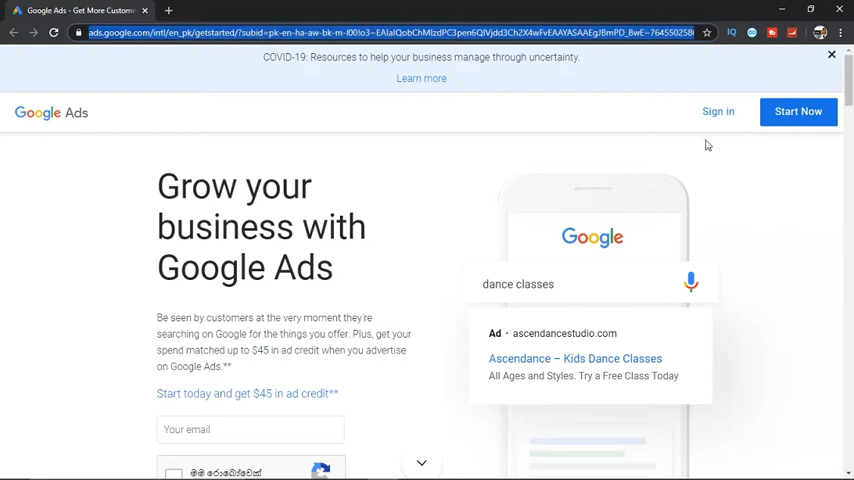 Google Ads - Get More Custome
ads.google.com/intl/en_pk/getstarted/?subid=pk-en-ha-aw-bk-m-l00!o3~
COVID-19: Resources to help your business manage through uncertainty.
Learn more
Google Ads
Sign in
Start Now
Grow your
business with
Google Ads
Be seen by customers at the very moment they're
searching on Google for the things you offer. Plus, get your
spend matched up to $45 in ad credit when you advertise
on Google Ads.**
Start today and get $45 in ad credit**
Your email
මම රොබෝවෙක්
Google
dance classes
Ad · ascendancestudio.com
Ascendance – Kids Dance Classes
All Ages and Styles. Try a Free Class Today
IQ